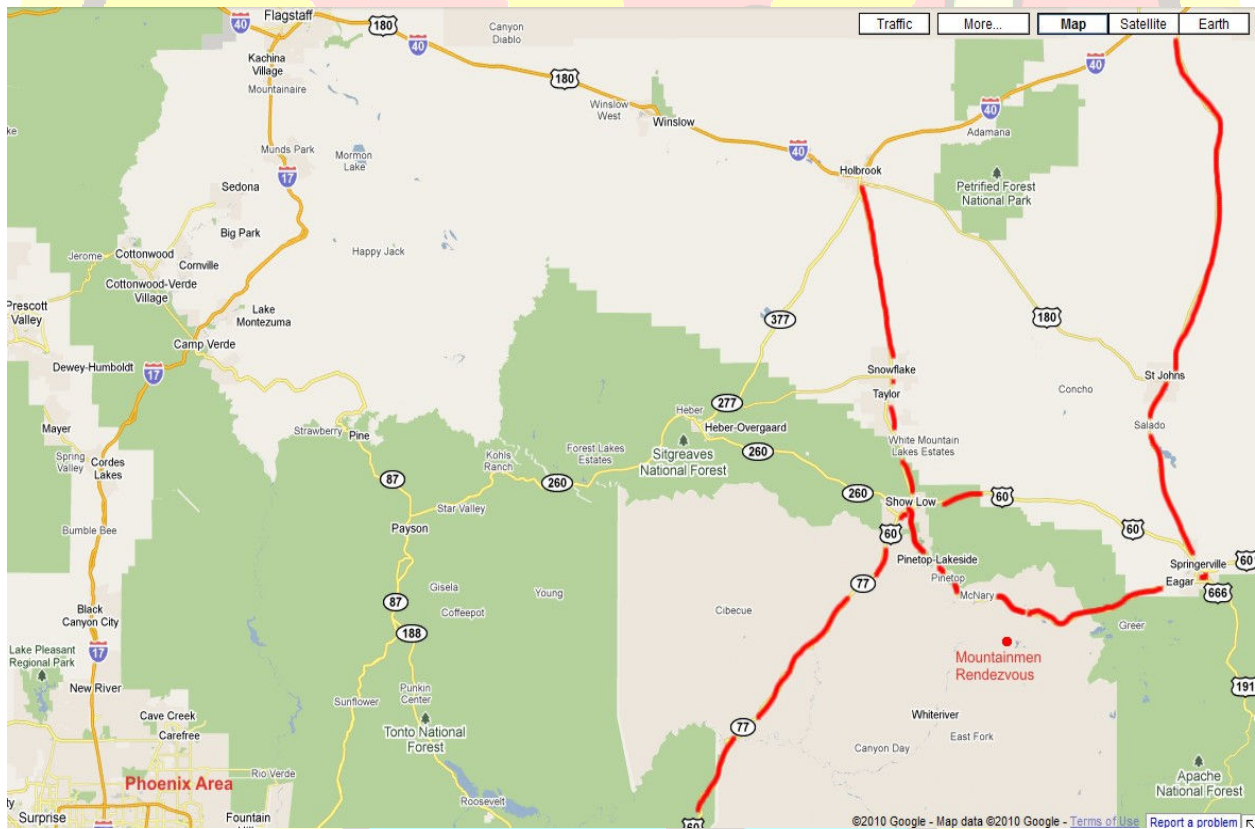 Flagstaff
40
180
Canyon
Diablo
Traffic
More...
Map
Satellite
Earth
40
Kachina
Village
Mountainaire
180
40
Winslow
West
Winslow
40
Adamana
40
Munds Park
Mormon
Lake
17
Holbrook
Petrified Forest
National Park
Sedona
Big Park
Happy Jack
Jerome
Cottonwood
Cornville
Cottonwood-Verde
Village
Prescott
Valley
Lake
Montezuma
377
180
Camp Verde
Dewey-Humboldt
17
Snowflake
Taylor
St Johns
Concho
Salado
277
Heber
Heber-Overgaard
Mayer
Spring
Valley
Cordes
Lakes
Strawberry
Pine
Kohls
Ranch
Forest Lakes
Estates
Sitgreaves
National Forest
260
White Mountain
Lakes Estates
87
260
260
Show Low
60
Star Valley
Payson
Bumble Bee
60
60
Pinetop-Lakeside
Springerville
60
Eagar
666
Pinetop
McNary
77
Gisela
Young
Coffeepot
Cibecue
87
188
Black
Canyon City
17
Lake Pleasant
Regional Park
New River
Greer
Mountainmen
Rendezvous
191
Punkin
Center
Sunflower
Cave Creek
Carefree
Tonto National
Forest
77
Whiteriver
East Fork
Canyon Day
Apache
National Forest
Rio Verde
Phoenix Area
Roosevelt
Surprise
Fountain
60
©2010 Google - Map data ©2010 Google - Terms of Use
Report a problem